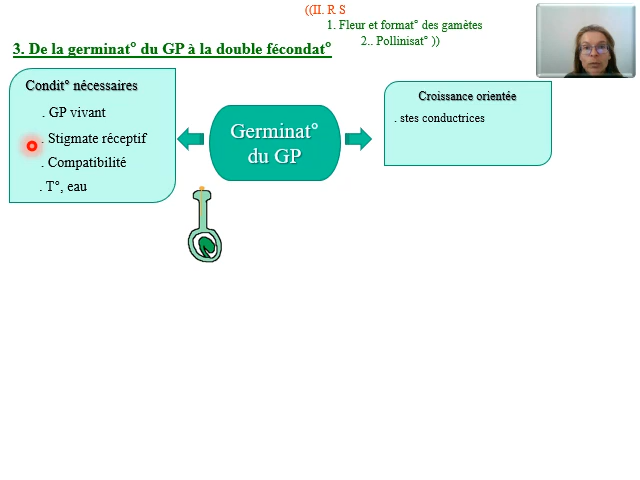 ((II. R S
1. Fleur et format° des gamètes
2.. Pollinisat° ))
3. De la germinat° du GP à la double fécondat°
Condit° nécessaires
. GP vivant
. Stigmate réceptif
. Compatibilité
. T°, eau
Germinat°
du GP
Croissance orientée
. stes conductrices